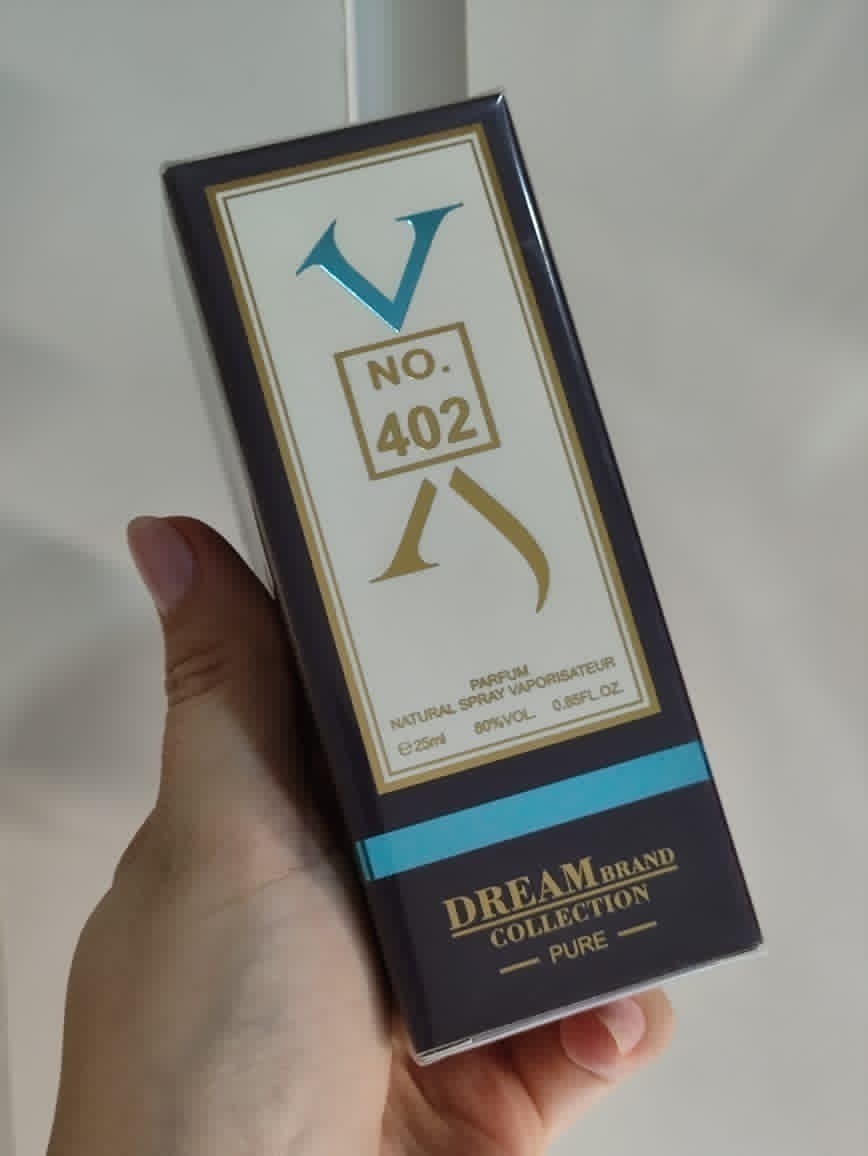 V
NO.
402
PARFUM
NATURAL SPRAY VAPORISATEUR
℮25ml 80%VOL. 0.85FL.OZ.
DREAM BRAND
COLLECTION
— PURE —